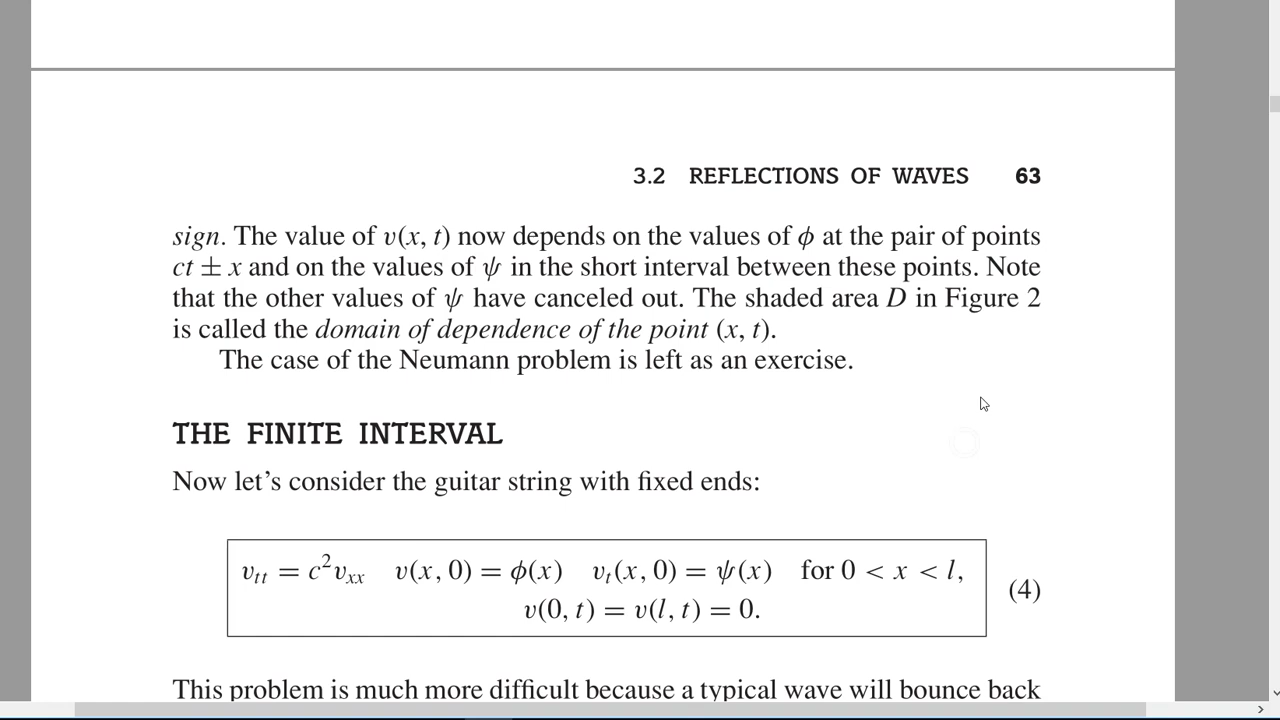 3.2 REFLECTIONS OF WAVES 63
sign. The value of v(x, t) now depends on the values of ϕ at the pair of points
ct ± x and on the values of ψ in the short interval between these points. Note
that the other values of ψ have canceled out. The shaded area D in Figure 2
is called the domain of dependence of the point (x, t).
The case of the Neumann problem is left as an exercise.
THE FINITE INTERVAL
Now let’s consider the guitar string with fixed ends:
vₜₜ = c²vₓₓ v(x, 0) = ϕ(x) vₜ(x, 0) = ψ(x) for 0 < x < l,
v(0, t) = v(l, t) = 0.
(4)
This problem is much more difficult because a typical wave will bounce back